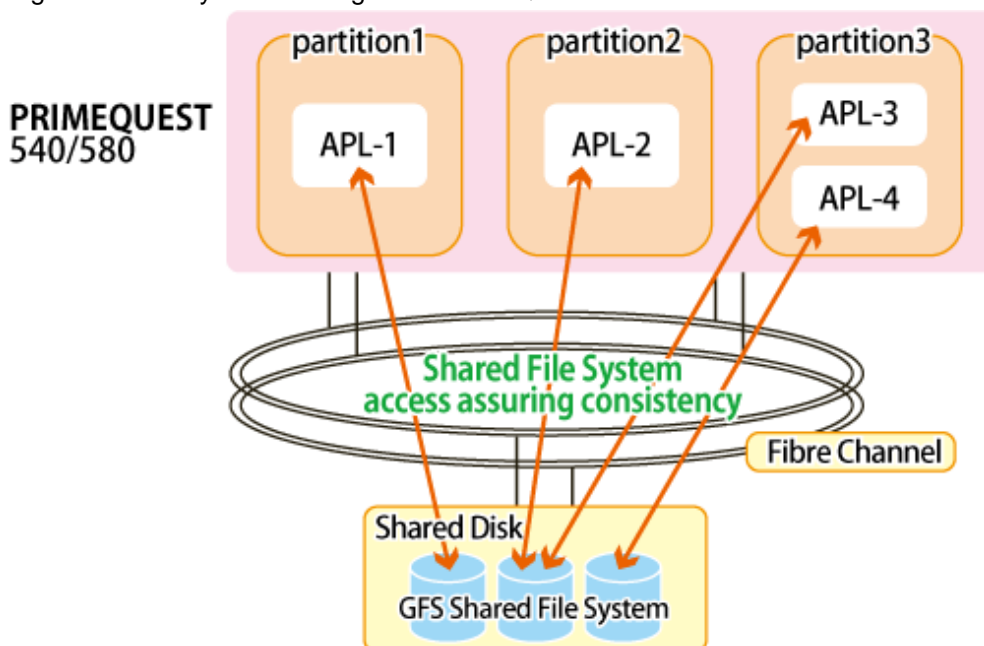 partition1
partition2
partition3
PRIMEQUEST
540/580
APL-1
APL-2
APL-3
APL-4
Shared File System
access assuring consistency
Fibre Channel
Shared Disk
GFS Shared File System